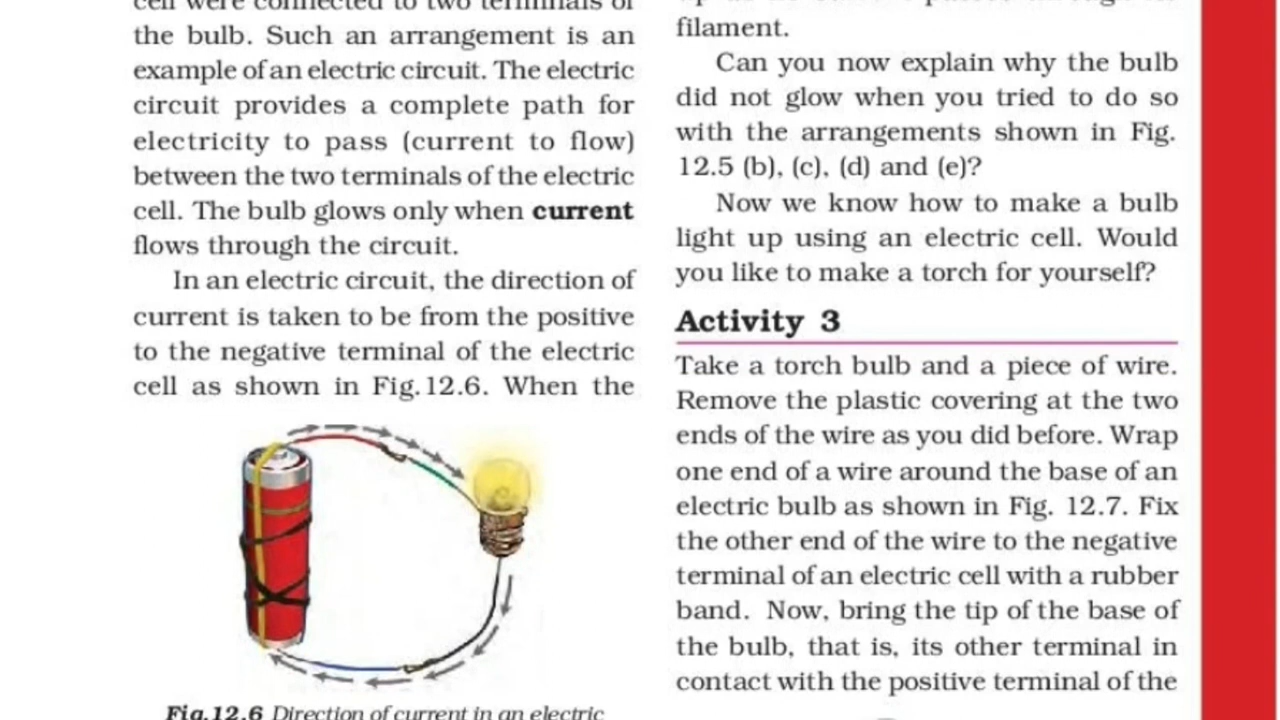 cell were connected to two terminals of
the bulb. Such an arrangement is an
example of an electric circuit. The electric
circuit provides a complete path for
electricity to pass (current to flow)
between the two terminals of the electric
cell. The bulb glows only when current
flows through the circuit.
In an electric circuit, the direction of
current is taken to be from the positive
to the negative terminal of the electric
cell as shown in Fig.12.6. When the
Fig.12.6 Direction of current in an electric
filament.
Can you now explain why the bulb
did not glow when you tried to do so
with the arrangements shown in Fig.
12.5 (b), (c), (d) and (e)?
Now we know how to make a bulb
light up using an electric cell. Would
you like to make a torch for yourself?
Activity 3
Take a torch bulb and a piece of wire.
Remove the plastic covering at the two
ends of the wire as you did before. Wrap
one end of a wire around the base of an
electric bulb as shown in Fig. 12.7. Fix
the other end of the wire to the negative
terminal of an electric cell with a rubber
band. Now, bring the tip of the base of
the bulb, that is, its other terminal in
contact with the positive terminal of the